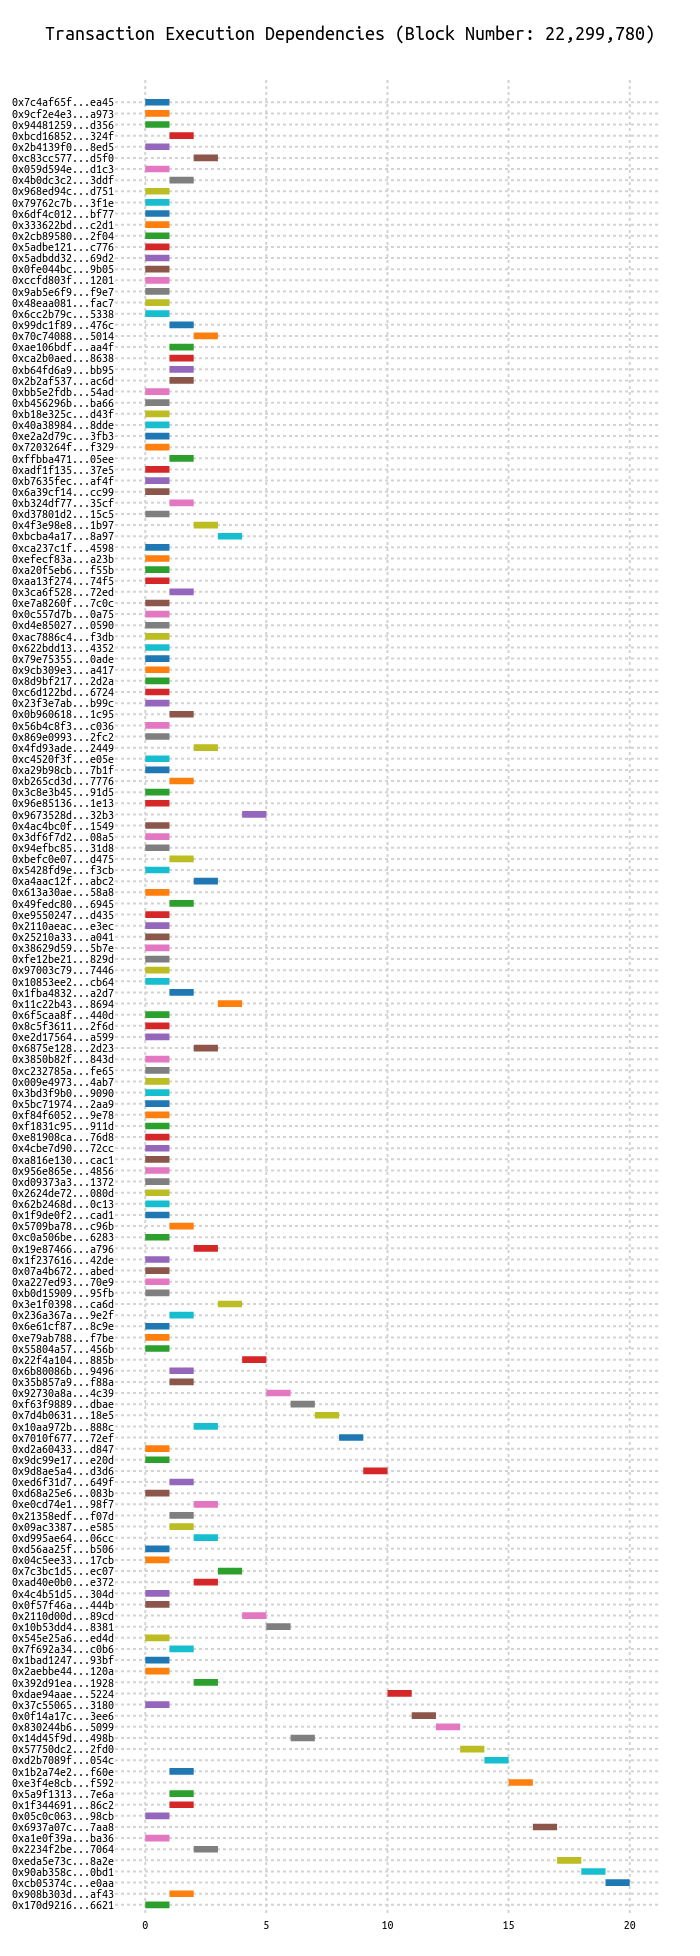 Transaction Execution Dependencies (Block Number: 22,299,780)
0x7c4af65f...ea45
0x9cf2e4e3...a973
0x94481259...d356
0xbcd16852...324f
0x2b4139f0...8ed5
0xc83cc577...d5f0
0x059d594e...d1c3
0x4b0dc3c2...3ddf
0x968ed94c...d751
0x79762c7b...3f1e
0x6df4c012...bf77
0x333622bd...c2d1
0x2cb89580...2f04
0x5adbe121...c776
0x5adbdd32...69d2
0x0fe044bc...9b05
0xccfd803f...1201
0x9ab5e6f9...f9e7
0x48eaa081...fac7
0x6cc2b79c...5338
0x99dc1f89...476c
0x70c74088...5014
0xae106bdf...aa4f
0xca2b0aed...8638
0xb64fd6a9...bb95
0x2b2af537...ac6d
0xbb5e2fdb...54ad
0xb456296b...ba66
0xb18e325c...d43f
0x40a38984...8dde
0xe2a2d79c...3fb3
0x7203264f...f329
0xffbba471...05ee
0xadf1f135...37e5
0xb7635fec...af4f
0x6a39cf14...cc99
0xb324df77...35cf
0xd37801d2...15c5
0x4f3e98e8...1b97
0xbcba4a17...8a97
0xca237c1f...4598
0xefecf83a...a23b
0xa20f5eb6...f55b
0xaa13f274...74f5
0x3ca6f528...72ed
0xe7a8260f...7c0c
0x0c557d7b...0a75
0xd4e85027...0590
0xac7886c4...f3db
0x622bdd13...4352
0x79e75355...0ade
0x9cb309e3...a417
0x8d9bf217...2d2a
0xc6d122bd...6724
0x23f3e7ab...b99c
0x0b960618...1c95
0x56b4c8f3...c036
0x869e0993...2fc2
0x4fd93ade...2449
0xc4520f3f...e05e
0xa29b98cb...7b1f
0xb265cd3d...7776
0x3c8e3b45...91d5
0x96e85136...1e13
0x9673528d...32b3
0x4ac4bc0f...1549
0x3df6f7d2...08a5
0x94efbc85...31d8
0xbefc0e07...d475
0x5428fd9e...f3cb
0xa4aac12f...abc2
0x613a30ae...58a8
0x49fedc80...6945
0xe9550247...d435
0x2110aeac...e3ec
0x25210a33...a041
0x38629d59...5b7e
0xfe12be21...829d
0x97003c79...7446
0x10853ee2...cb64
0x1fba4832...a2d7
0x11c22b43...8694
0x6f5caa8f...440d
0x8c5f3611...2f6d
0xe2d17564...a599
0x6875e128...2d23
0x3850b82f...843d
0xc232785a...fe65
0x009e4973...4ab7
0x3bd3f9b0...9090
0x5bc71974...2aa9
0xf84f6052...9e78
0xf1831c95...911d
0xe81908ca...76d8
0x4cbe7d90...72cc
0xa816e130...cac1
0x956e865e...4856
0xd09373a3...1372
0x2624de72...080d
0x62b2468d...0c13
0x1f9de0f2...cad1
0x5709ba78...c96b
0xc0a506be...6283
0x19e87466...a796
0x1f237616...42de
0x07a4b672...abed
0xa227ed93...70e9
0xb0d15909...95fb
0x3e1f0398...ca6d
0x236a367a...9e2f
0x6e61cf87...8c9e
0xe79ab788...f7be
0x55804a57...456b
0x22f4a104...885b
0x6b80086b...9496
0x35b857a9...f88a
0x92730a8a...4c39
0xf63f9889...dbae
0x7d4b0631...18e5
0x10aa972b...888c
0x7010f677...72ef
0xd2a60433...d847
0x9dc99e17...e20d
0x9d8ae5a4...d3d6
0xed6f31d7...649f
0xd68a25e6...083b
0xe0cd74e1...98f7
0x21358edf...f07d
0x09ac3387...e585
0xd995ae64...06cc
0xd56aa25f...b506
0x04c5ee33...17cb
0x7c3bc1d5...ec07
0xad40e0b0...e372
0x4c4b51d5...304d
0x0f57f46a...444b
0x2110d00d...89cd
0x10b53dd4...8381
0x545e25a6...ed4d
0x7f692a34...c0b6
0x1bad1247...93bf
0x2aebbe44...120a
0x392d91ea...1928
0xdae94aae...5224
0x37c55065...3180
0x0f14a17c...3ee6
0x830244b6...5099
0x14d45f9d...498b
0x57750dc2...2fd0
0xd2b7089f...054c
0x1b2a74e2...f60e
0xe3f4e8cb...f592
0x5a9f1313...7e6a
0x1f344691...86c2
0x05c0c063...98cb
0x6937a07c...7aa8
0xa1e0f39a...ba36
0x2234f2be...7064
0xeda5e73c...8a2e
0x90ab358c...0bd1
0xcb05374c...e0aa
0x908b303d...af43
0x170d9216...6621
0 5 10 15 20